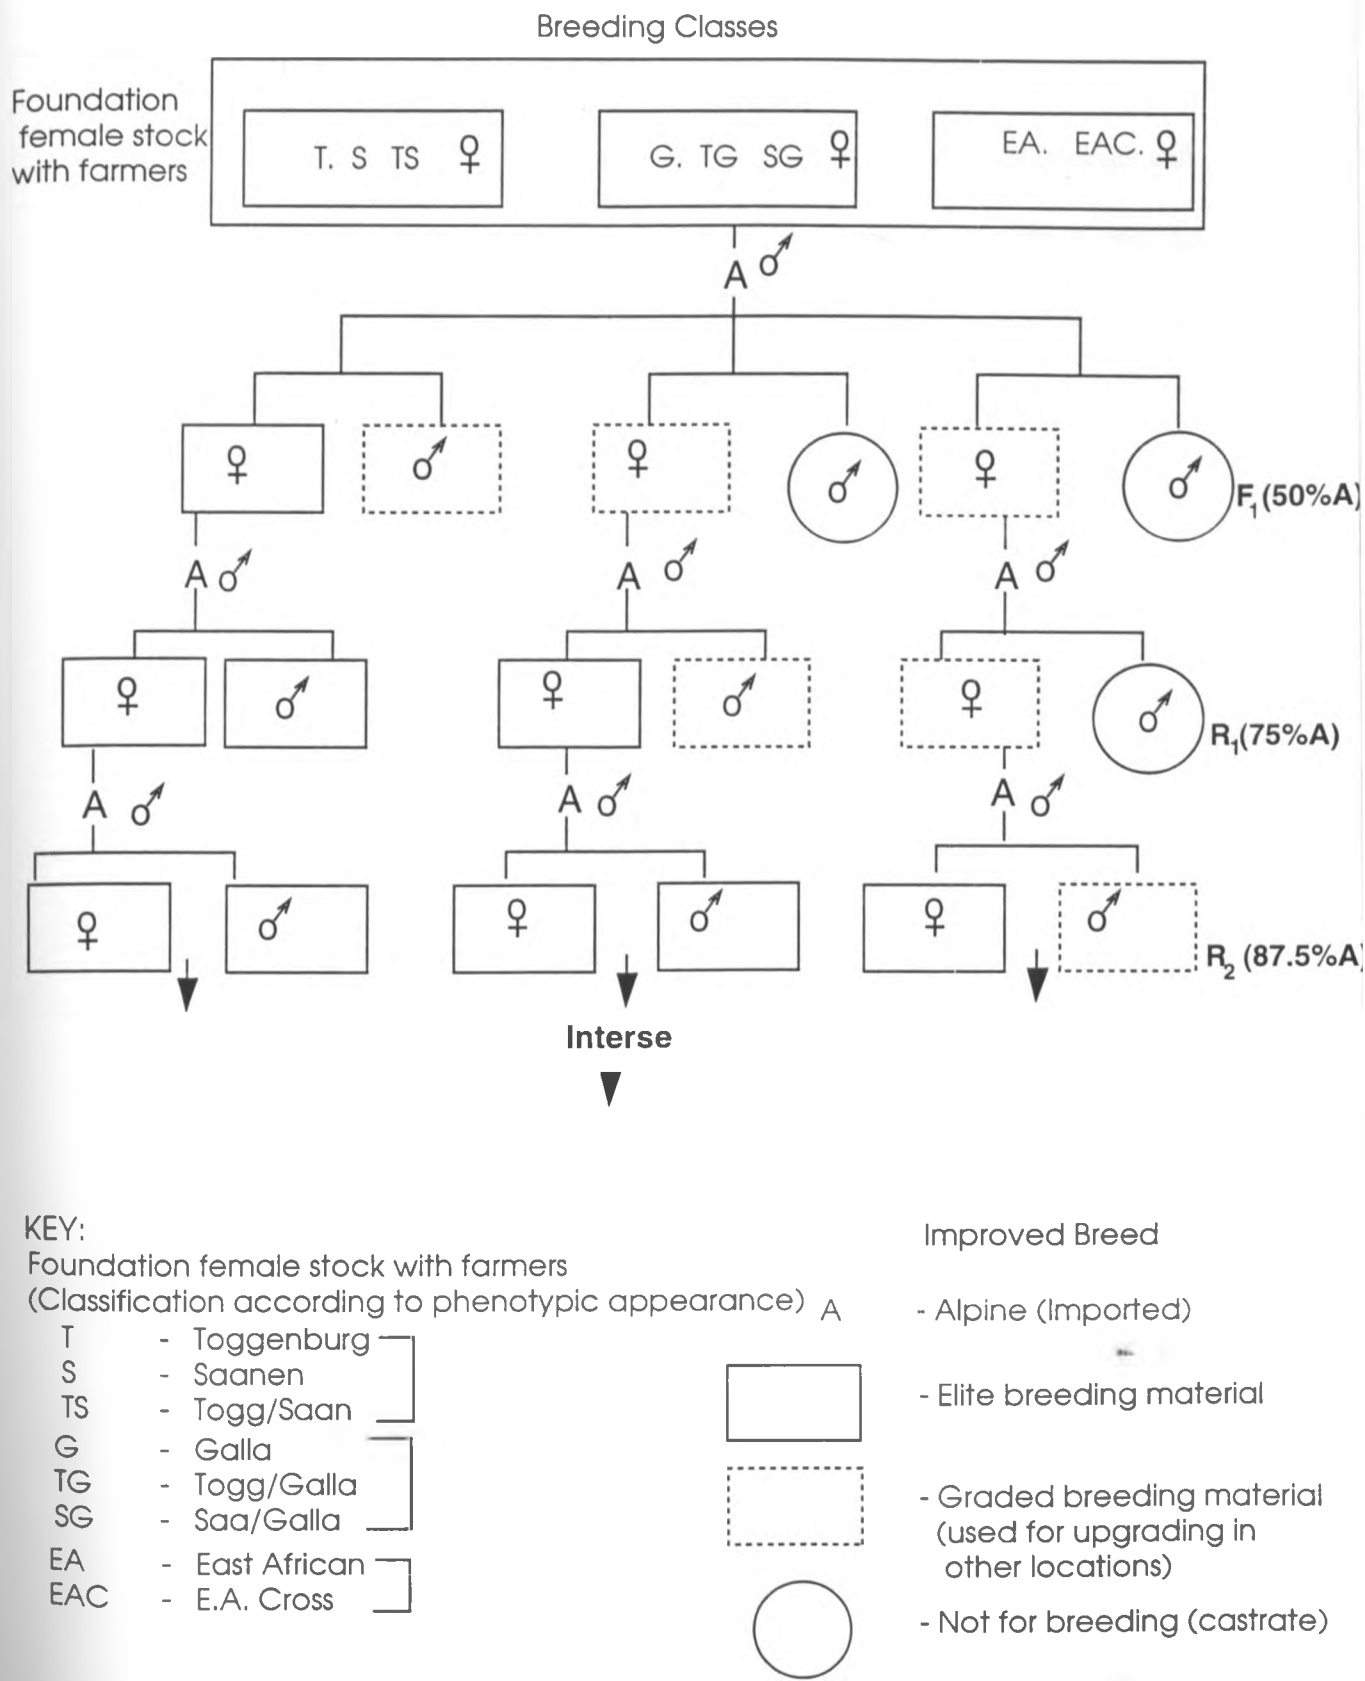 Breeding Classes
Foundation
female stock
with farmers
T. S TS ♀
G. TG SG ♀
EA. EAC. ♀
A ♂
♀ ♂ ♀ ♂ ♀ ♂ F₁(50%A)
A ♂ A ♂ A ♂
♀ ♂ ♀ ♂ ♀ ♂ R₁(75%A)
A ♂ A ♂ A ♂
♀ ♂ ♀ ♂ ♀ ♂ R₂ (87.5%A)
Interse
KEY:
Foundation female stock with farmers
(Classification according to phenotypic appearance)
T - Toggenburg
S - Saanen
TS - Togg/Saan
G - Galla
TG - Togg/Galla
SG - Saa/Galla
EA - East African
EAC - E.A. Cross
Improved Breed
A - Alpine (Imported)
- Elite breeding material
- Graded breeding material
(used for upgrading in
other locations)
- Not for breeding (castrate)